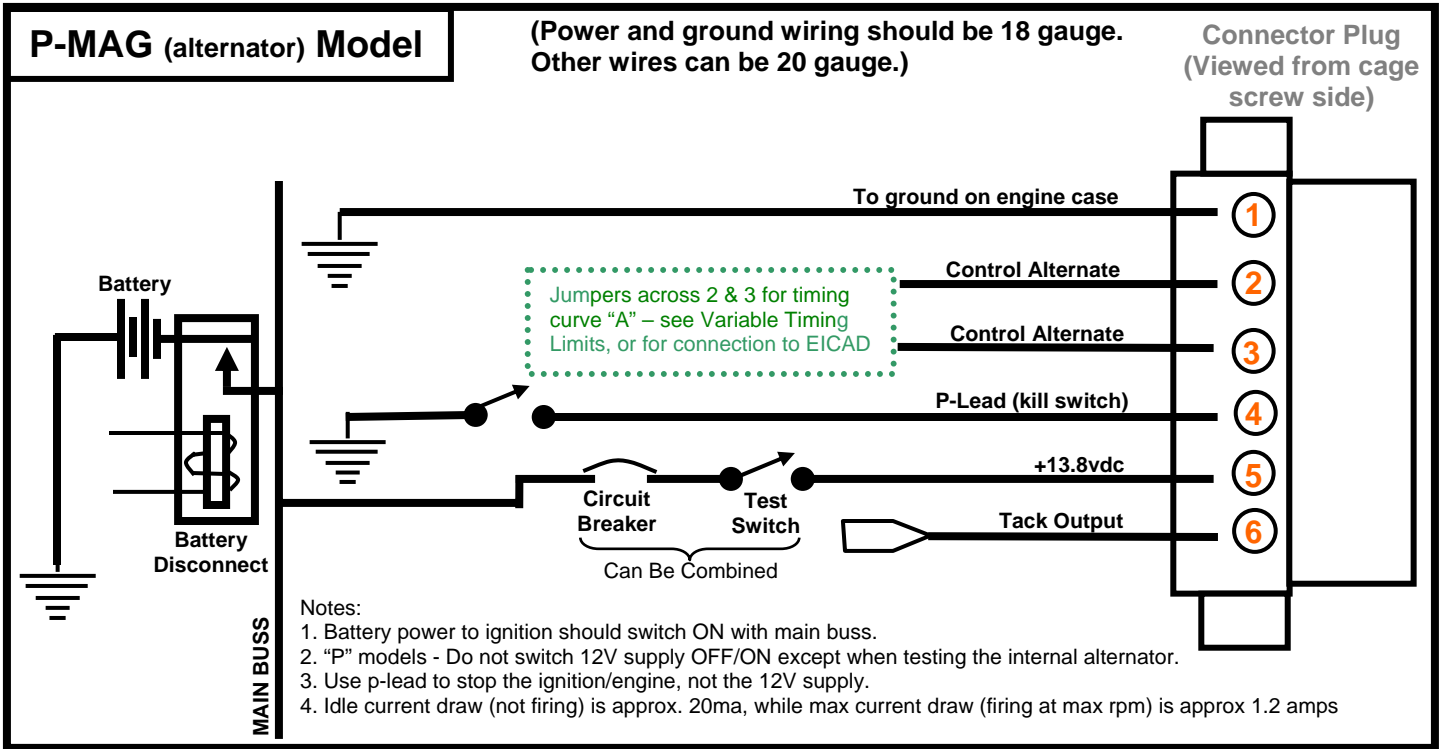 P-MAG (alternator) Model
(Power and ground wiring should be 18 gauge.
Other wires can be 20 gauge.)
Connector Plug
(Viewed from cage
screw side)
To ground on engine case
1
Control Alternate
2
Jumpers across 2 & 3 for timing
curve “A” – see Variable Timing
Limits, or for connection to EICAD
Control Alternate
3
P-Lead (kill switch)
4
+13.8vdc
5
Tack Output
6
Battery
Battery
Disconnect
MAIN BUSS
Circuit
Breaker
Test
Switch
Can Be Combined
Notes:
1. Battery power to ignition should switch ON with main buss.
2. “P” models - Do not switch 12V supply OFF/ON except when testing the internal alternator.
3. Use p-lead to stop the ignition/engine, not the 12V supply.
4. Idle current draw (not firing) is approx. 20ma, while max current draw (firing at max rpm) is approx 1.2 amps